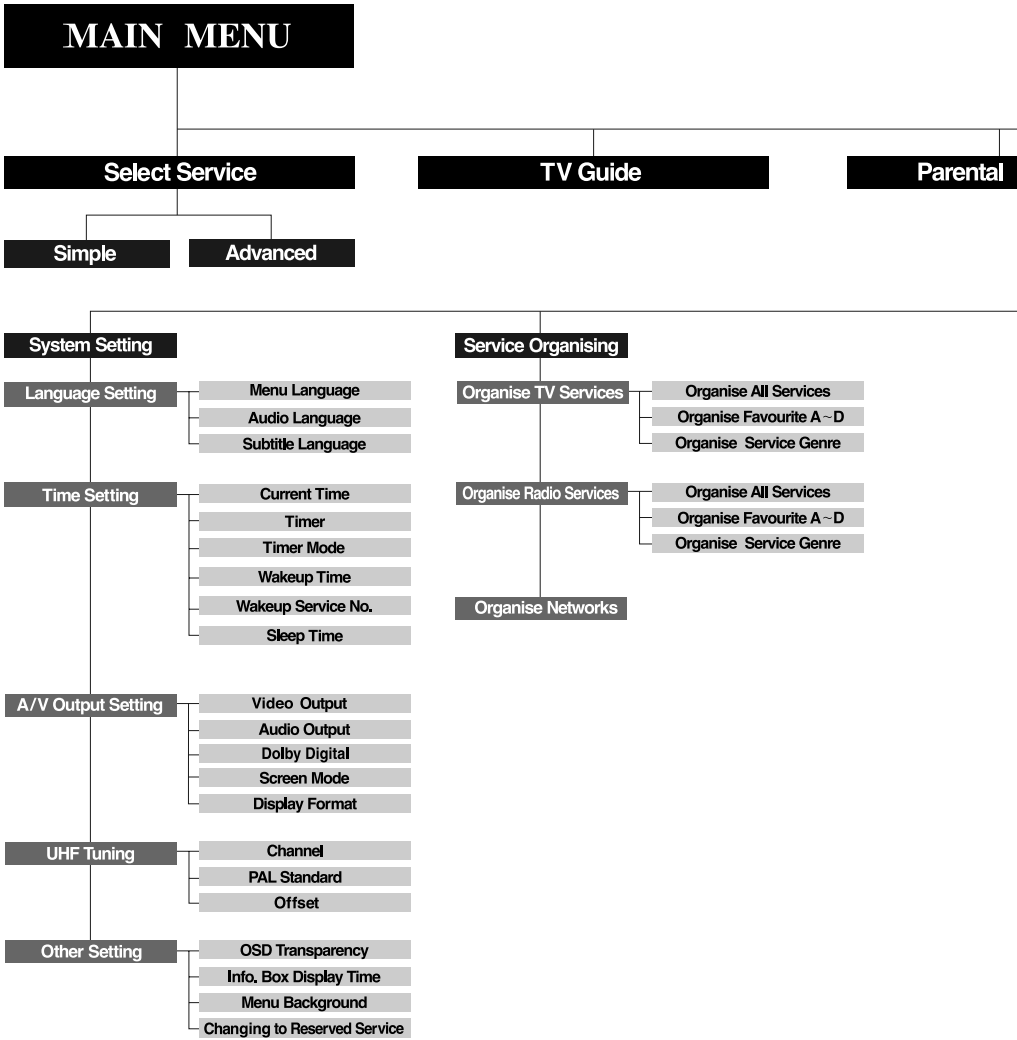 MAIN MENU
Select Service
TV Guide
Parental
Simple
Advanced
System Setting
Language Setting
Menu Language
Audio Language
Subtitle Language
Time Setting
Current Time
Timer
Timer Mode
Wakeup Time
Wakeup Service No.
Sleep Time
A/V Output Setting
Video Output
Audio Output
Dolby Digital
Screen Mode
Display Format
UHF Tuning
Channel
PAL Standard
Offset
Other Setting
OSD Transparency
Info. Box Display Time
Menu Background
Changing to Reserved Service
Service Organising
Organise TV Services
Organise All Services
Organise Favourite A~D
Organise Service Genre
Organise Radio Services
Organise All Services
Organise Favourite A~D
Organise Service Genre
Organise Networks